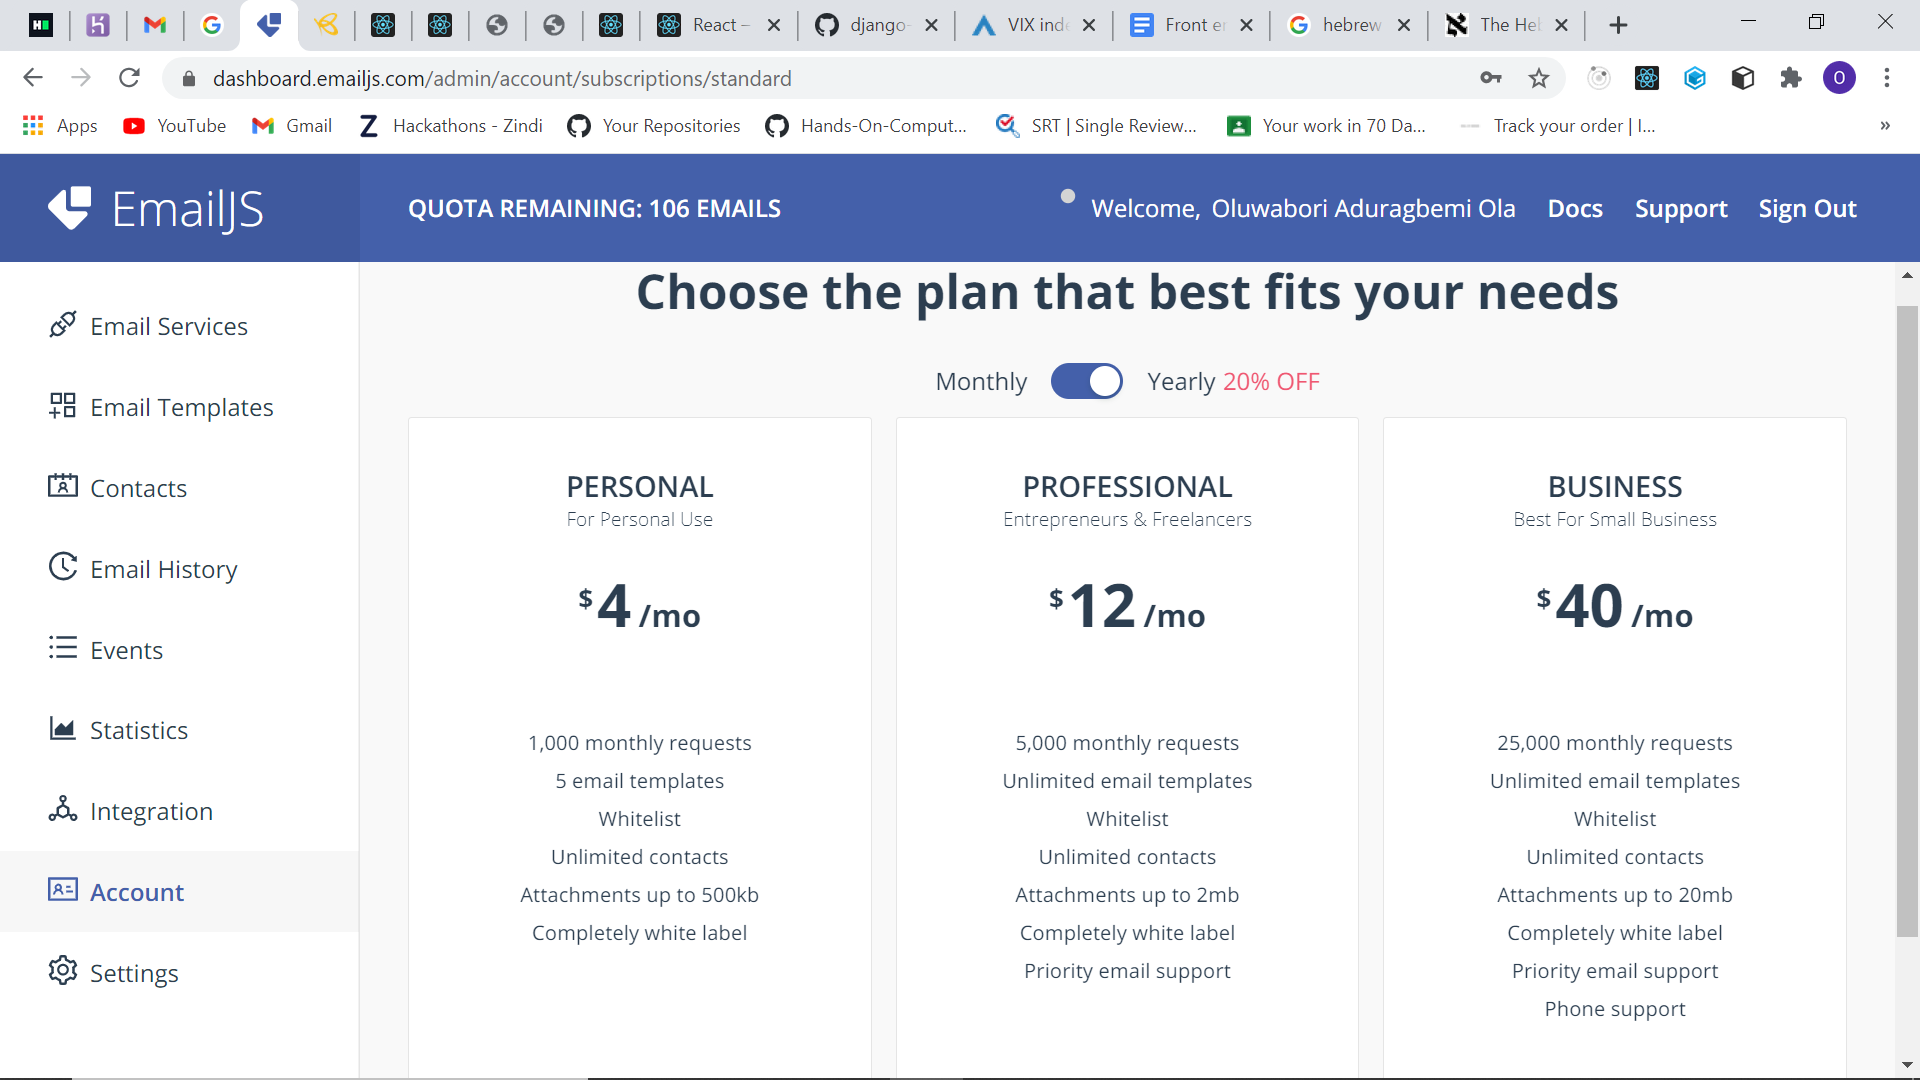 React –
django-
VIX ind
Front er
hebrew
The Heb
dashboard.emailjs.com/admin/account/subscriptions/standard
O
Apps
YouTube
Gmail
Hackathons - Zindi
Your Repositories
Hands-On-Comput...
SRT | Single Review...
Your work in 70 Da...
Track your order | I...
»
EmailJS
QUOTA REMAINING: 106 EMAILS
Welcome, Oluwabori Aduragbemi Ola
Docs
Support
Sign Out
Email Services
Email Templates
Contacts
Email History
Events
Statistics
Integration
Account
Settings
Choose the plan that best fits your needs
Monthly
Yearly 20% OFF
PERSONAL
For Personal Use
$4 /mo
1,000 monthly requests
5 email templates
Whitelist
Unlimited contacts
Attachments up to 500kb
Completely white label
PROFESSIONAL
Entrepreneurs & Freelancers
$12 /mo
5,000 monthly requests
Unlimited email templates
Whitelist
Unlimited contacts
Attachments up to 2mb
Completely white label
Priority email support
BUSINESS
Best For Small Business
$40 /mo
25,000 monthly requests
Unlimited email templates
Whitelist
Unlimited contacts
Attachments up to 20mb
Completely white label
Priority email support
Phone support